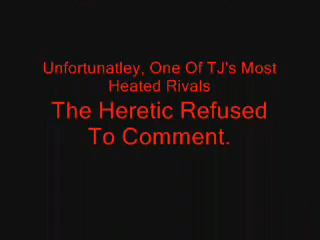 Unfortunatley, One Of TJ's Most
Heated Rivals
The Heretic Refused
To Comment.